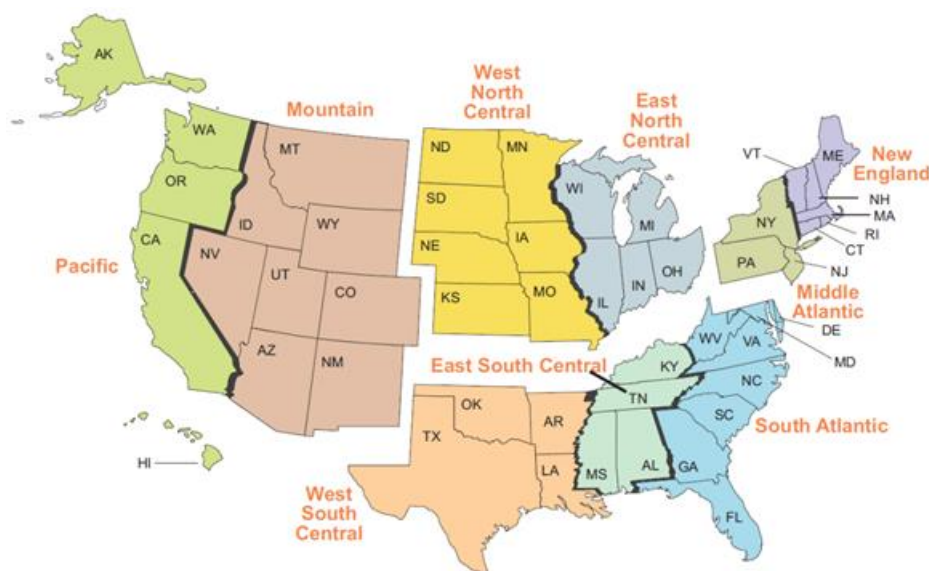 AK
WA
OR
CA
HI
Pacific
Mountain
MT
ID
WY
NV
UT
CO
AZ
NM
West
North
Central
ND
MN
SD
IA
NE
KS
MO
East
North
Central
WI
MI
IL
IN
OH
New
England
VT
ME
NH
MA
RI
CT
NY
PA
NJ
Middle
Atlantic
DE
MD
WV
VA
NC
SC
GA
FL
South Atlantic
East South Central
KY
TN
MS
AL
OK
TX
AR
LA
West
South
Central